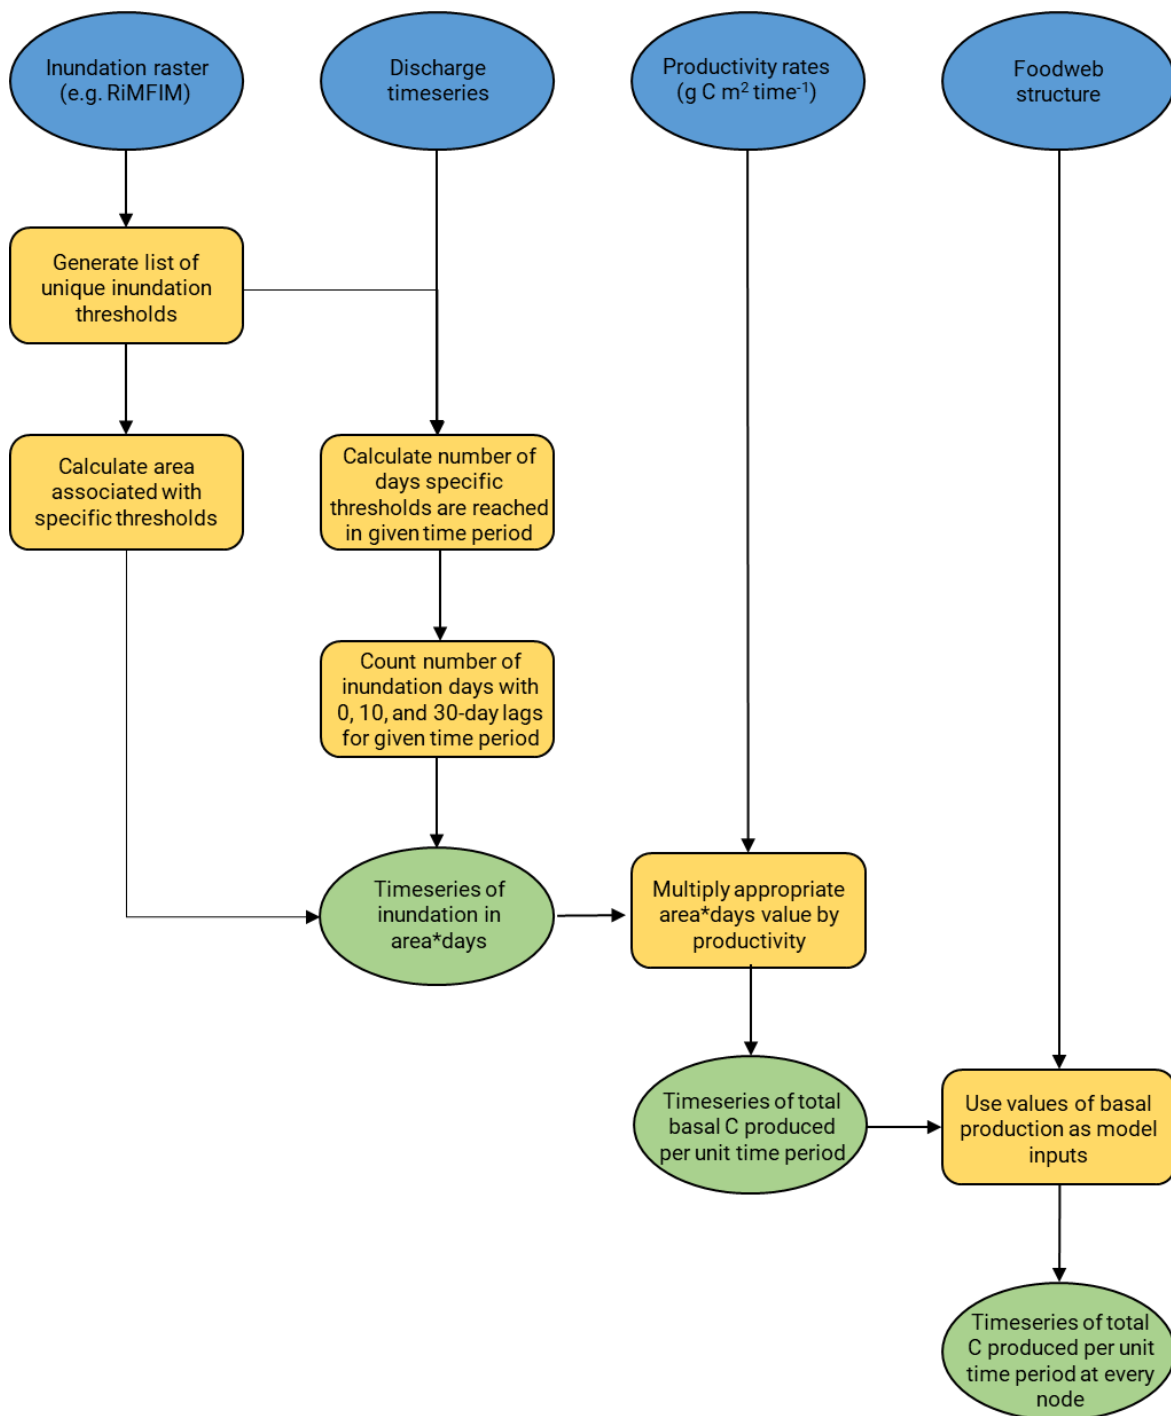 Inundation raster
(e.g. RiMFIM)
Discharge
timeseries
Productivity rates
(g C m² time⁻¹)
Foodweb
structure
Generate list of
unique inundation
thresholds
Calculate area
associated with
specific thresholds
Calculate number of
days specific
thresholds are reached
in given time period
Count number of
inundation days with
0, 10, and 30-day lags
for given time period
Timeseries of
inundation in
area*days
Multiply appropriate
area*days value by
productivity
Timeseries of total
basal C produced
per unit time period
Use values of basal
production as model
inputs
Timeseries of total
C produced per unit
time period at every
node